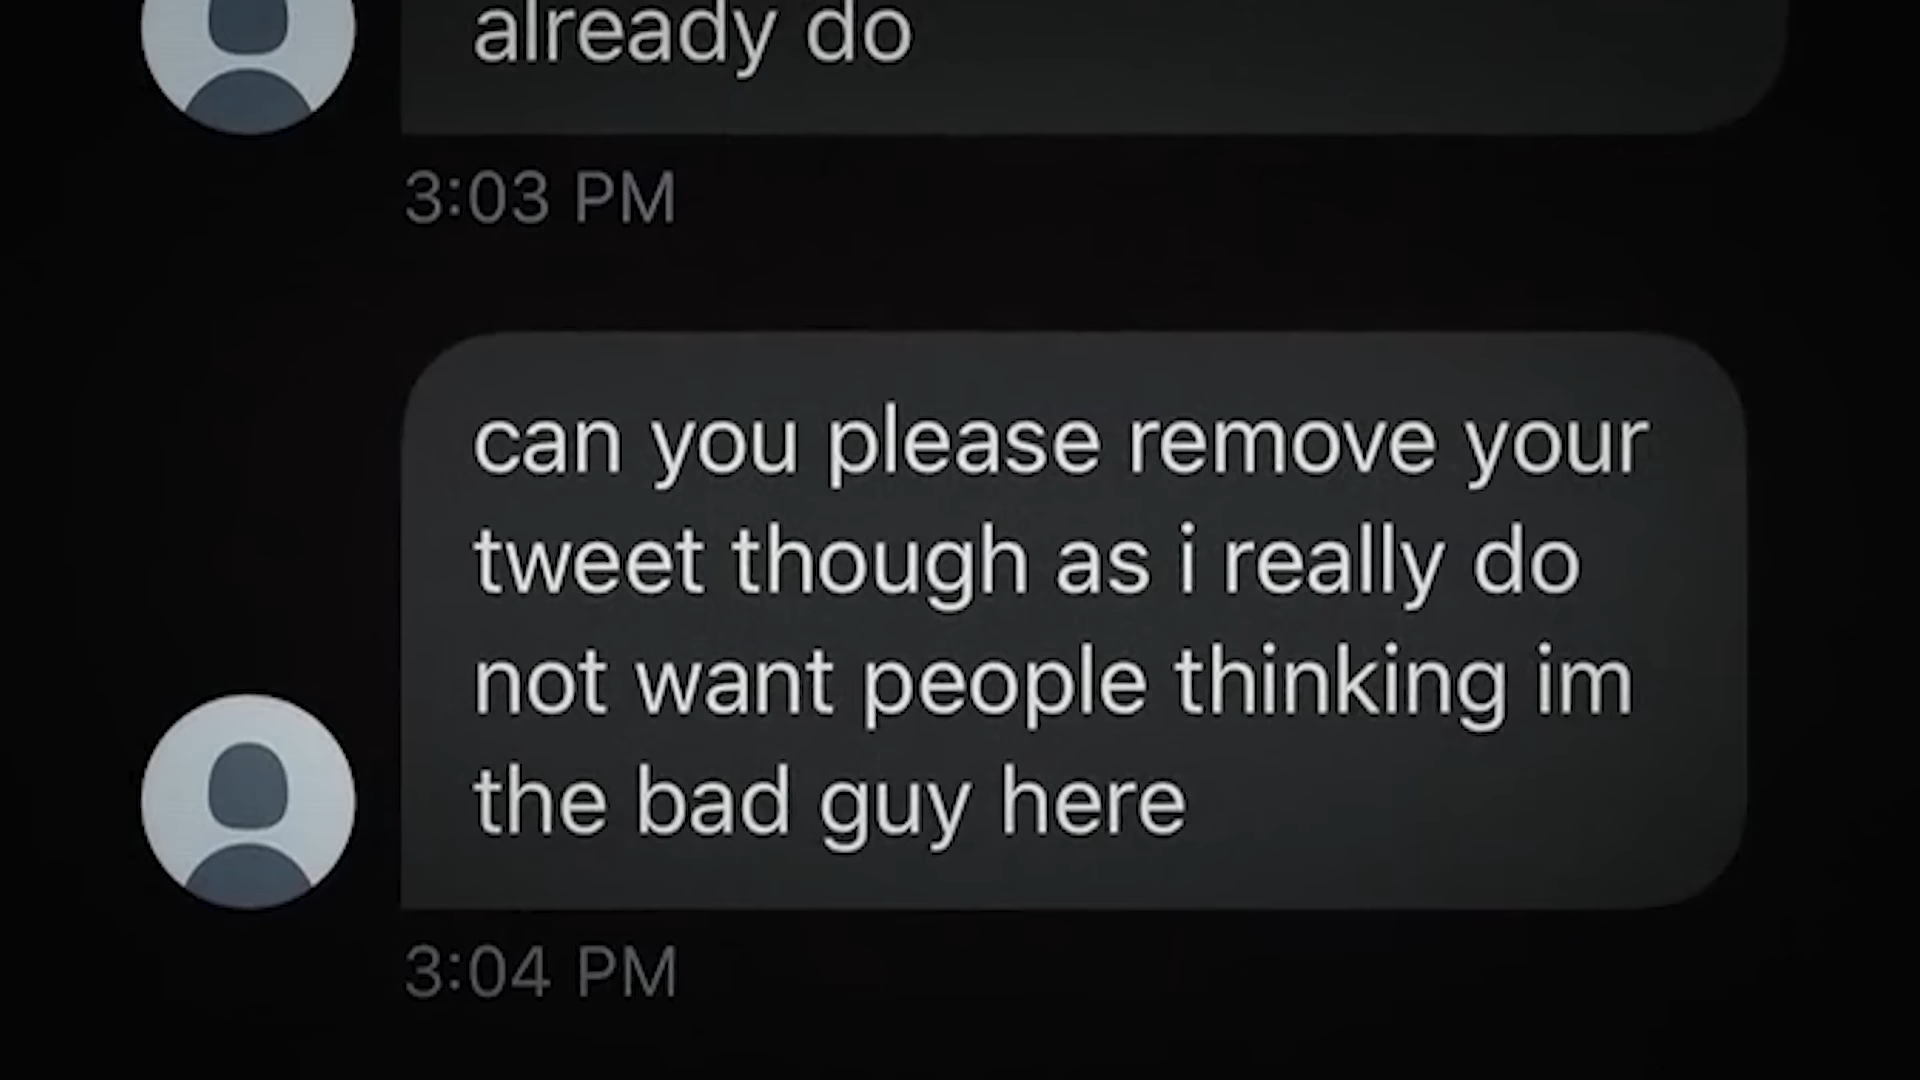 already do
3:03 PM
can you please remove your
tweet though as i really do
not want people thinking im
the bad guy here
3:04 PM